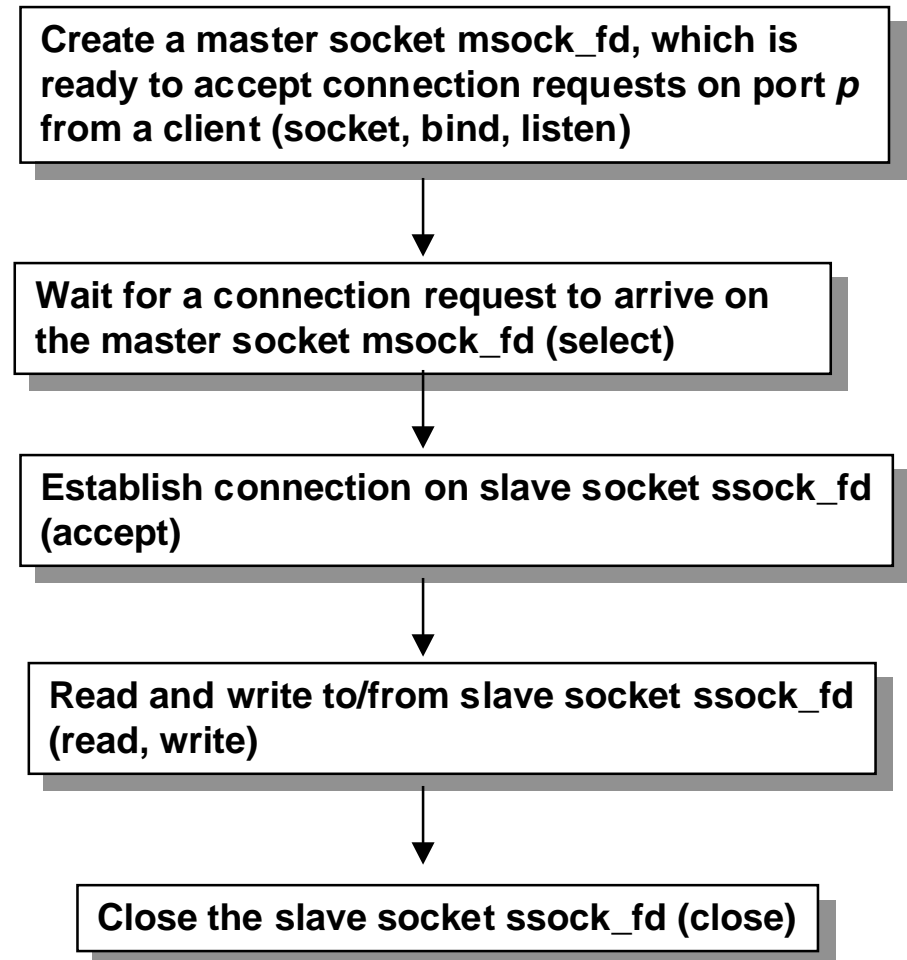 Create a master socket msock_fd, which is
ready to accept connection requests on port p
from a client (socket, bind, listen)
Wait for a connection request to arrive on
the master socket msock_fd (select)
Establish connection on slave socket ssock_fd
(accept)
Read and write to/from slave socket ssock_fd
(read, write)
Close the slave socket ssock_fd (close)